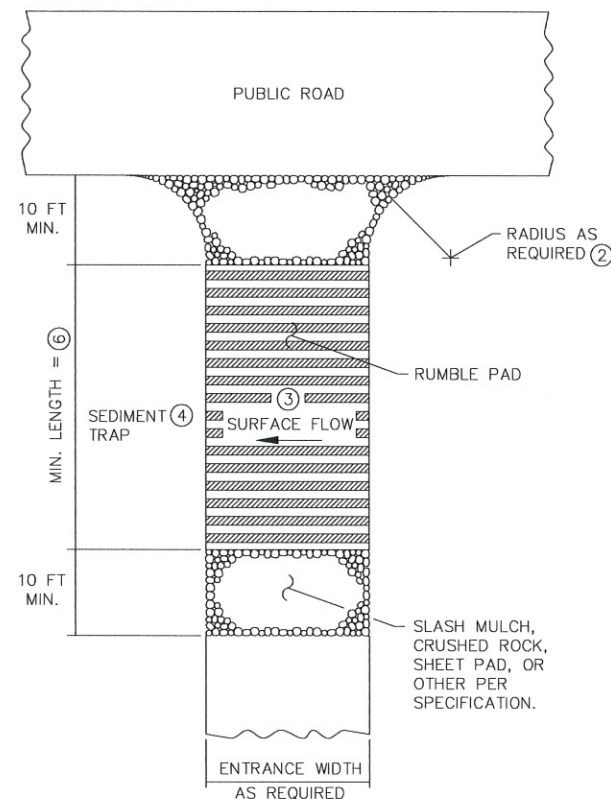 PUBLIC ROAD
10 FT
MIN.
RADIUS AS
REQUIRED ②
RUMBLE PAD
MIN. LENGTH = ⑥
③
SEDIMENT ④
TRAP
SURFACE FLOW
10 FT
MIN.
SLASH MULCH,
CRUSHED ROCK,
SHEET PAD, OR
OTHER PER
SPECIFICATION.
ENTRANCE WIDTH
AS REQUIRED